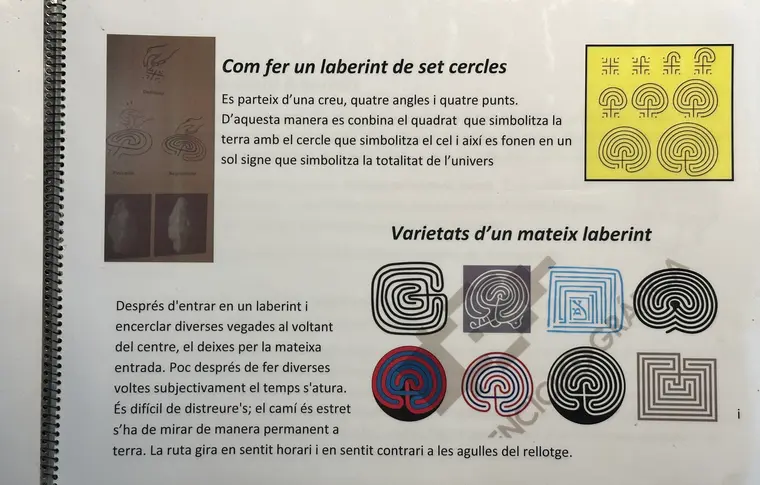 Com fer un laberint de set cercles
Es parteix d'una creu, quatre angles i quatre punts.
D'aquesta manera es conbina el quadrat que simbolitza la
terra amb el cercle que simbolitza el cel i així es fonen en un
sol signe que simbolitza la totalitat de l'univers
Varietats d'un mateix laberint
Després d'entrar en un laberint i
encerclar diverses vegades al voltant
del centre, el deixes per la mateixa
entrada. Poc després de fer diverses
voltes subjectivament el temps s'atura.
És difícil de distreure's; el camí és estret
s'ha de mirar de manera permanent a
terra. La ruta gira en sentit horari i en sentit contrari a les agulles del rellotge.
i